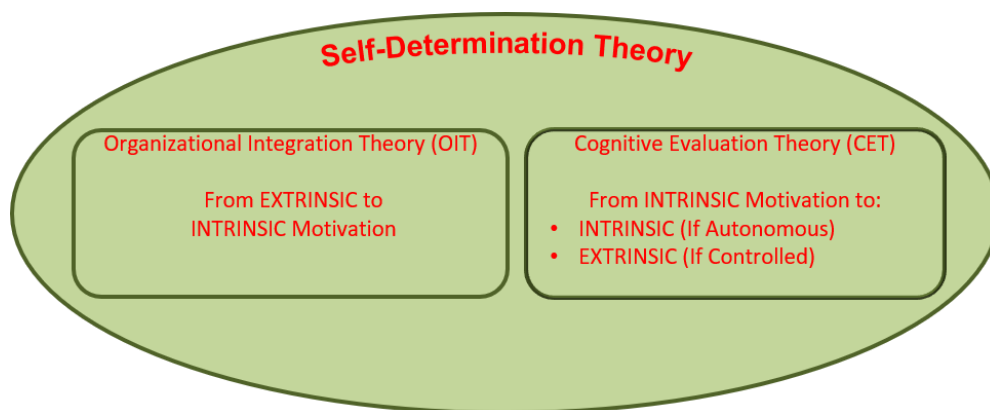 Self-Determination Theory
Organizational Integration Theory (OIT)
From EXTRINSIC to
INTRINSIC Motivation
Cognitive Evaluation Theory (CET)
From INTRINSIC Motivation to:
• INTRINSIC (If Autonomous)
• EXTRINSIC (If Controlled)